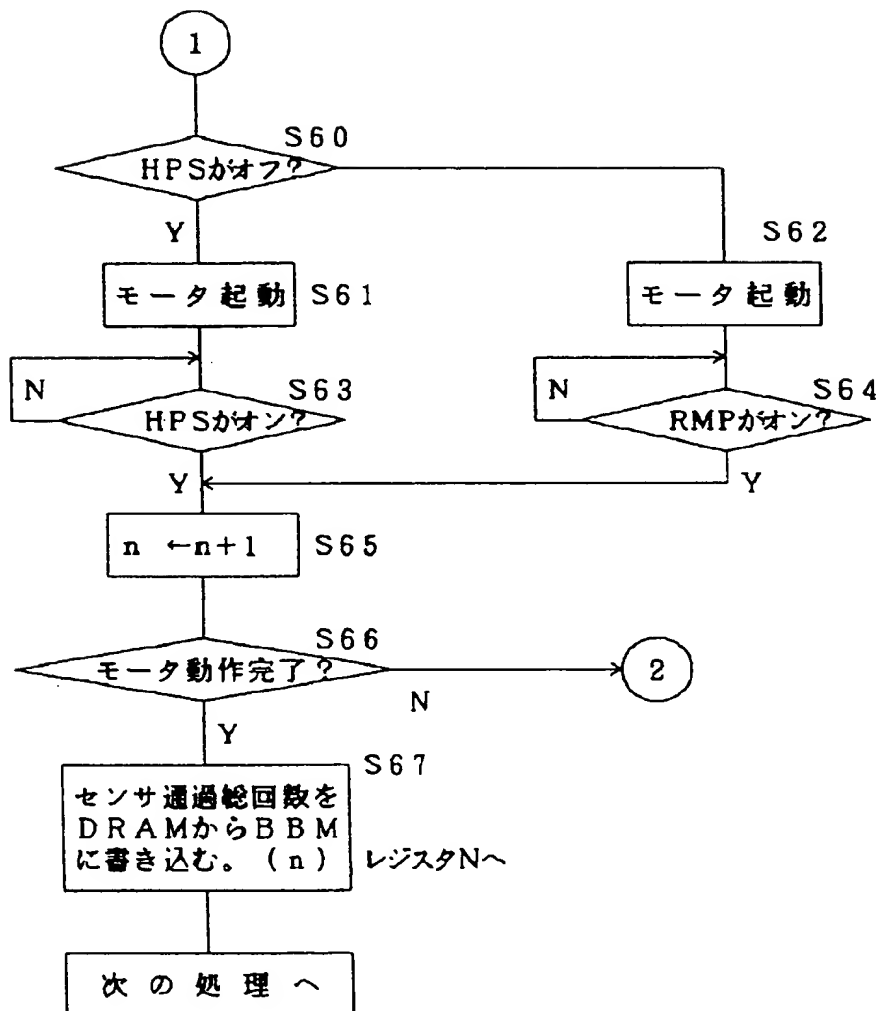 1
S60
HPSがオフ?
Y
S62
モータ起動
S61
モータ起動
N
S63
HPSがオン?
N
S64
RMPがオン?
Y
Y
n ←n+1
S65
S66
モータ動作完了?
N
2
Y
S67
センサ通過総回数を
DRAMからBBM
に書き込む。(n)
レジスタNへ
次の処理へ